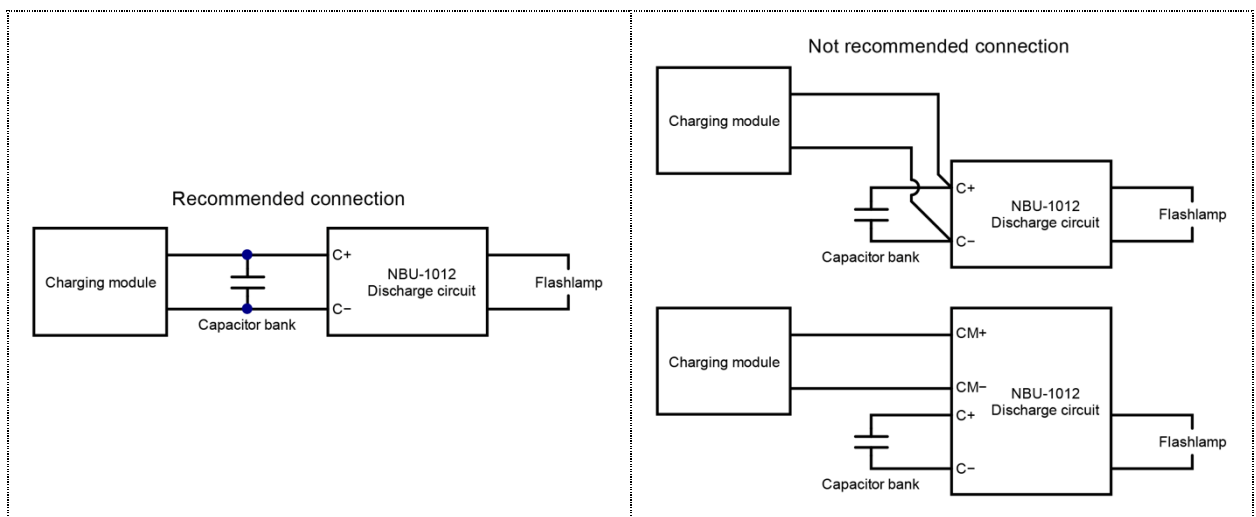 Recommended connection
Charging module
C+
C−
NBU-1012
Discharge circuit
Flashlamp
Capacitor bank
Not recommended connection
Charging module
C+
C−
NBU-1012
Discharge circuit
Flashlamp
Capacitor bank
Charging module
CM+
CM−
C+
C−
NBU-1012
Discharge circuit
Flashlamp
Capacitor bank